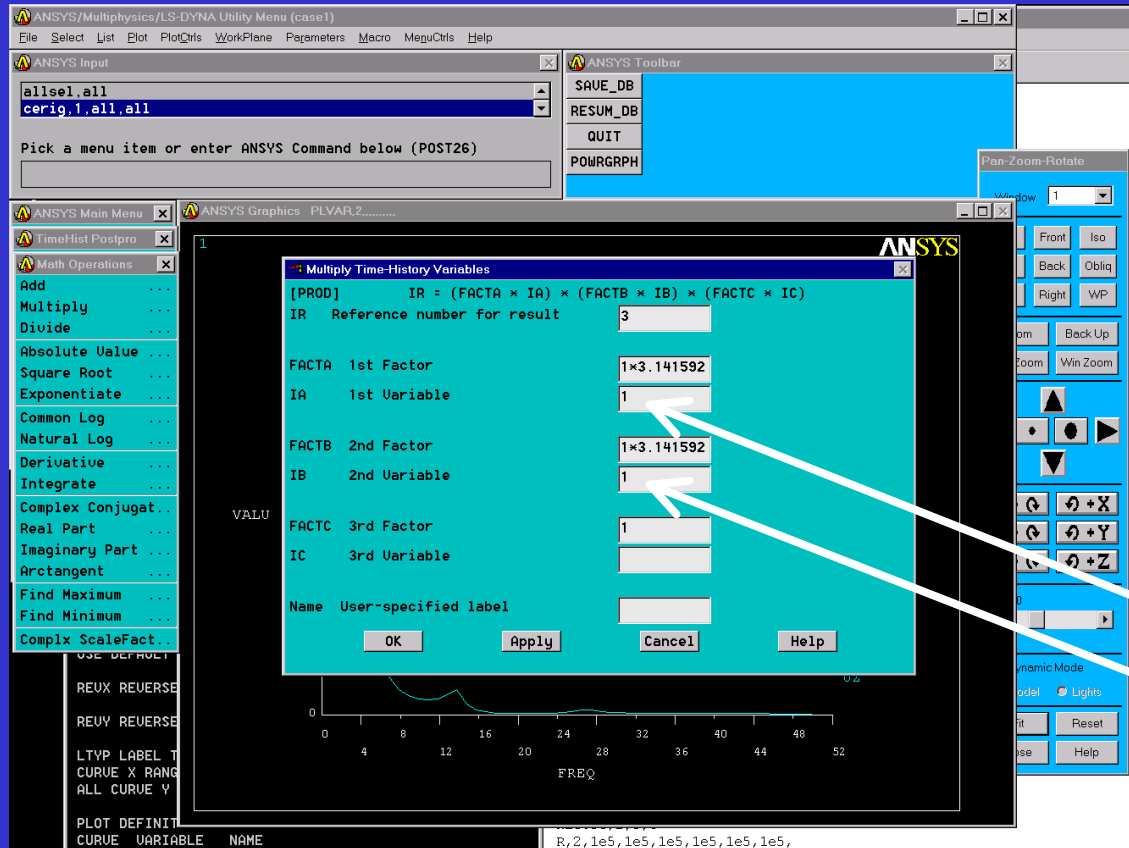 ANSYS/Multiphysics/LS-DYNA Utility Menu (case1)
File Select List Plot PlotCtrls WorkPlane Parameters Macro MenuCtrls Help
ANSYS Input
allsel,all
cerig,1,all,all
Pick a menu item or enter ANSYS Command below (POST26)
ANSYS Toolbar
SAVE_DB
RESUM_DB
QUIT
POWRGRPH
Pan-Zoom-Rotate
Window 1
Front Iso
Back Obliq
Right WP
Back Up
Zoom Win Zoom
+X
+Y
+Z
Dynamic Mode
Model Lights
Fit Reset
Close Help
ANSYS Main Menu
TimeHist Postpro
Math Operations
Add ...
Multiply ...
Divide ...
Absolute Value ...
Square Root ...
Exponentiate ...
Common Log ...
Natural Log ...
Derivative ...
Integrate ...
Complex Conjugat..
Real Part ...
Imaginary Part ...
Arctangent ...
Find Maximum ...
Find Minimum ...
Complx ScaleFact..
ANSYS Graphics PLVAR,2,,,,,,,,,,
1
ANSYS
Multiply Time-History Variables
[PROD] IR = (FACTA × IA) × (FACTB × IB) × (FACTC × IC)
IR Reference number for result 3
FACTA 1st Factor 1×3.141592
IA 1st Variable 1
FACTB 2nd Factor 1×3.141592
IB 2nd Variable 1
FACTC 3rd Factor 1
IC 3rd Variable
Name User-specified label
OK Apply Cancel Help
VALU
UZ
0
0 8 16 24 32 40 48
4 12 20 28 36 44 52
FREQ
USE DEFAULT
REVX REVERSE
REVY REVERSE
LTYP LABEL T
CURVE X RANG
ALL CURVE Y
PLOT DEFINIT
CURVE VARIABLE NAME
R,2,1e5,1e5,1e5,1e5,1e5,1e5,